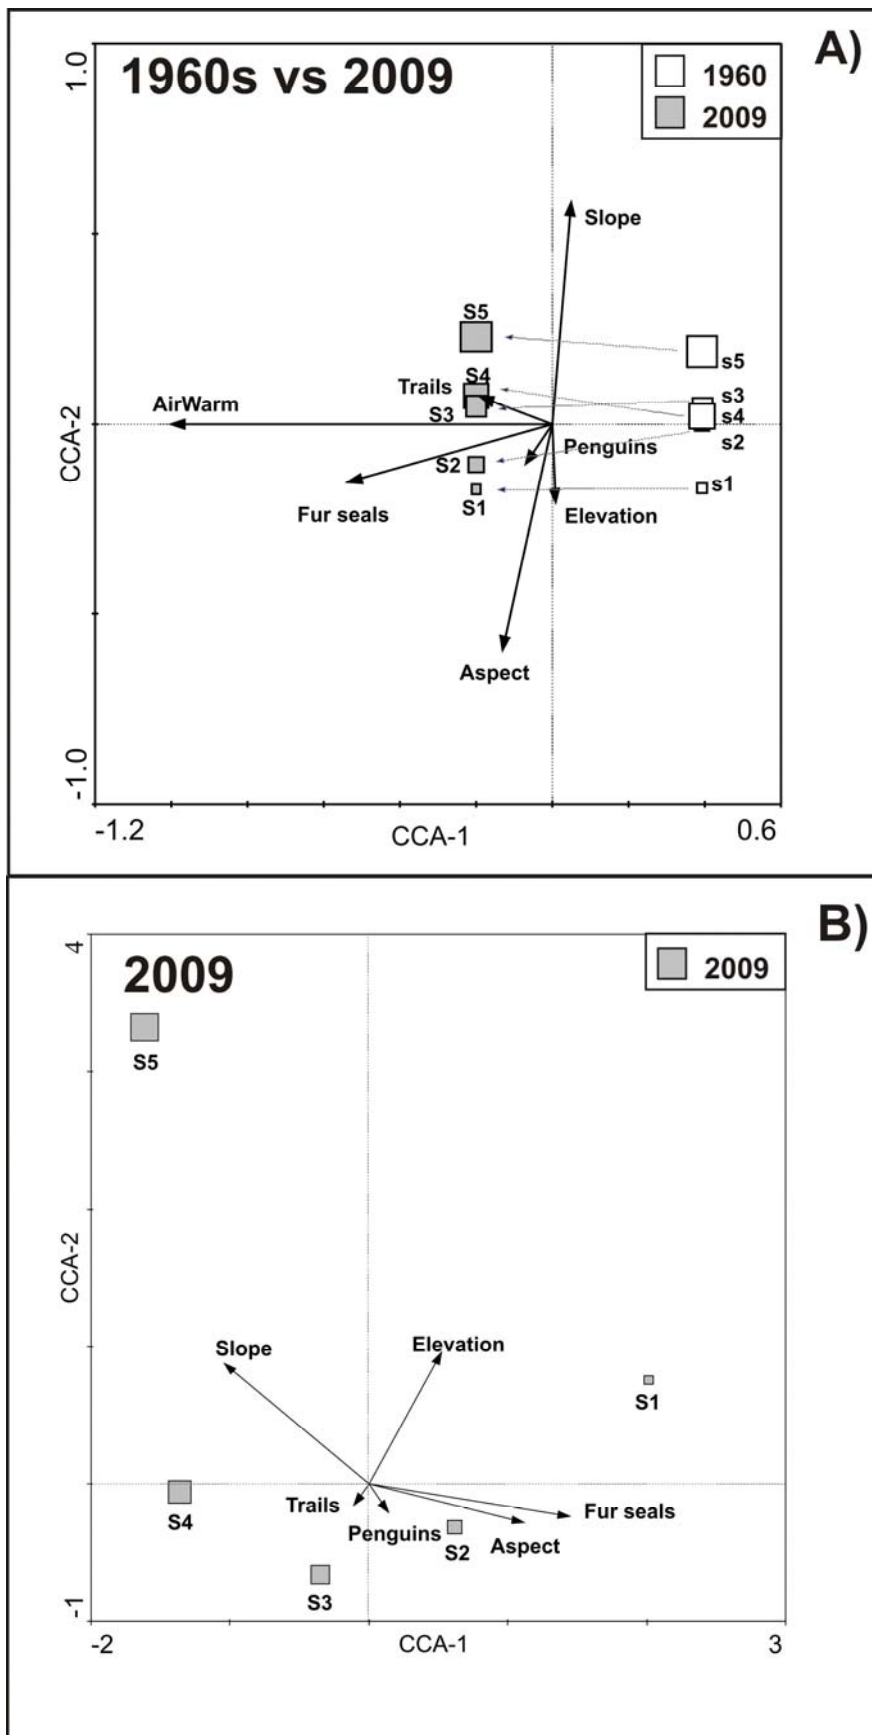 A)
1960s vs 2009
1960
2009
1.0
CCA-2
-1.0
Slope
S5
s5
S4
Trails
s3
S3
s4
AirWarm
s2
Penguins
S2
s1
S1
Fur seals
Elevation
Aspect
-1.2
CCA-1
0.6
B)
2009
2009
4
CCA-2
-1
S5
Slope
Elevation
S1
Trails
Fur seals
S4
Penguins
S2
Aspect
S3
-2
CCA-1
3